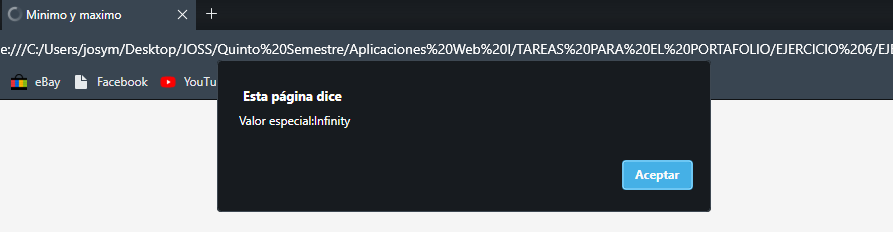 Minimo y maximo
e:///C:/Users/josym/Desktop/JOSS/Quinto%20Semestre/Aplicaciones%20Web%20I/TAREAS%20PARA%20EL%20PORTAFOLIO/EJERCICIO%206/EJE
eBay Facebook YouTu
Esta página dice
Valor especial:Infinity
Aceptar